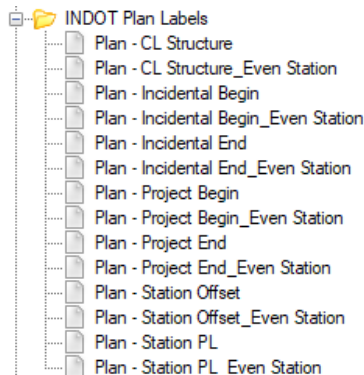 INDOT Plan Labels
Plan - CL Structure
Plan - CL Structure_Even Station
Plan - Incidental Begin
Plan - Incidental Begin_Even Station
Plan - Incidental End
Plan - Incidental End_Even Station
Plan - Project Begin
Plan - Project Begin_Even Station
Plan - Project End
Plan - Project End_Even Station
Plan - Station Offset
Plan - Station Offset_Even Station
Plan - Station PL
Plan - Station PL_Even Station